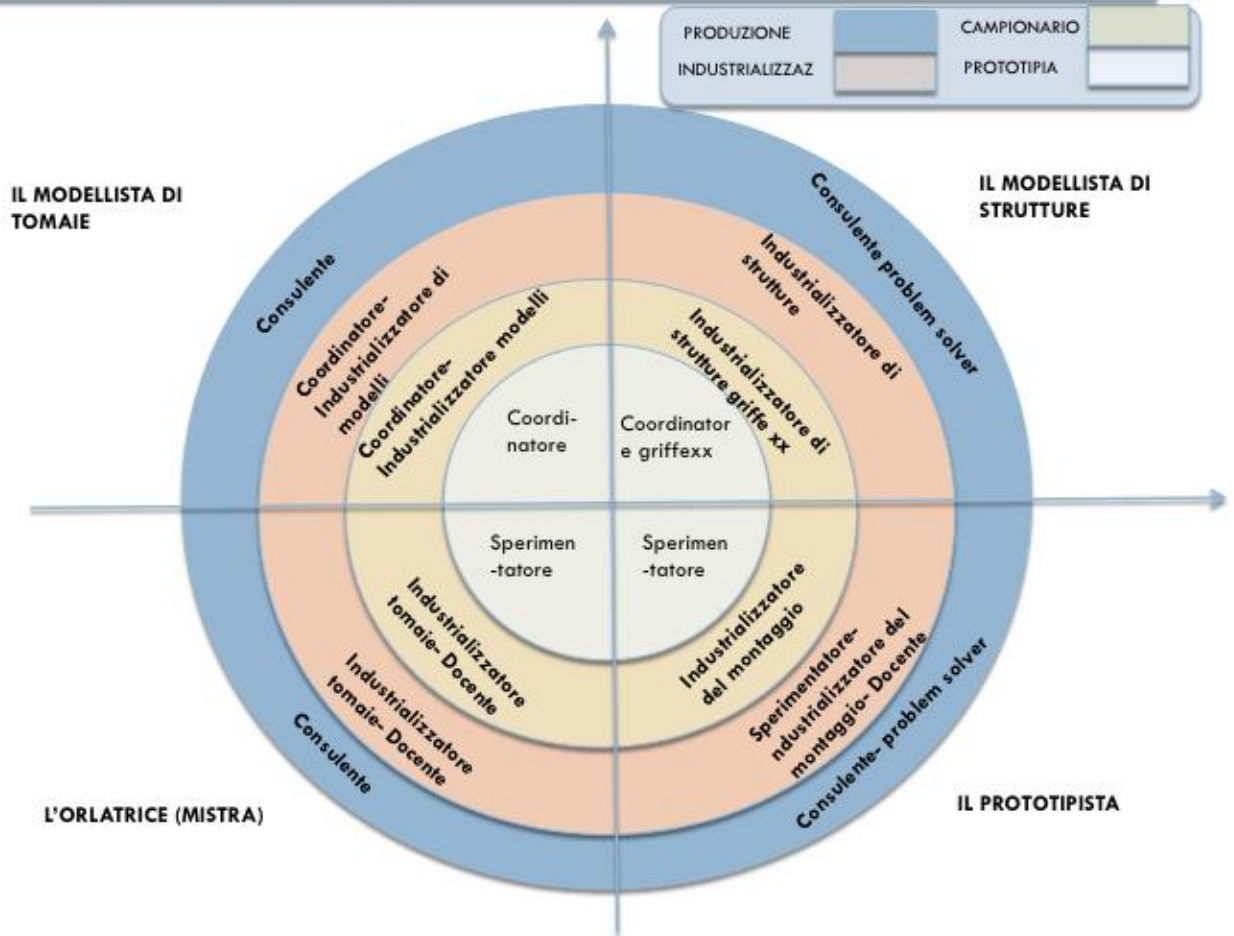 PRODUZIONE
CAMPIONARIO
INDUSTRIALIZZAZ
PROTOTIPIA
IL MODELLISTA DI
TOMAIE
IL MODELLISTA DI
STRUTTURE
Consulente
Coordinatore-
Industrializzatore di
modelli
Coordinatore-
Industrializzatore modelli
Coordi-
natore
Consulente problem solver
Industrializzatore di
strutture
Industrializzatore di
strutture griffe xx
Coordinator
e griffexx
Sperimen
-tatore
Industrializzatore
tomaie- Docente
Industrializzatore
tomaie- Docente
Consulente
Sperimen
-tatore
Industrializzatore
del montaggio
Sperimentatore-
ndustrializzatore del
montaggio- Docente
Consulente- problem solver
L'ORLATRICE (MISTRA)
IL PROTOTIPISTA